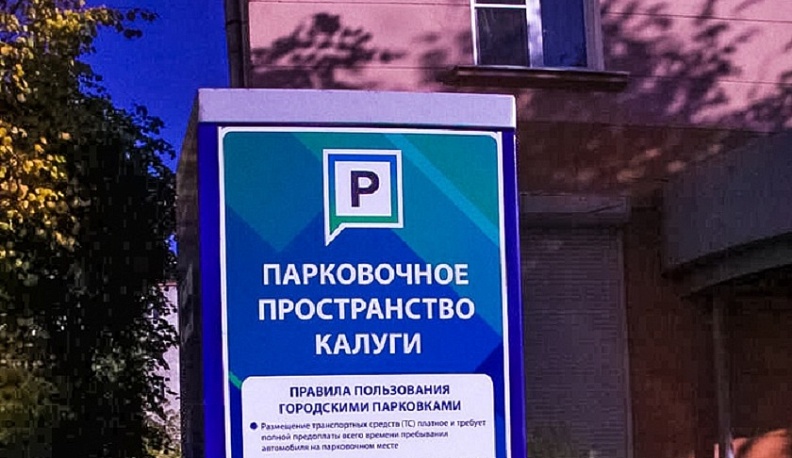 P
ПАРКОВОЧНОЕ
ПРОСТРАНСТВО
КАЛУГИ
ПРАВИЛА ПОЛЬЗОВАНИЯ
ГОРОДСКИМИ ПАРКОВКАМИ
● Размещение транспортных средств (ТС) платное и требует
полной предоплаты всего времени пребывания
автомобиля на парковочном месте